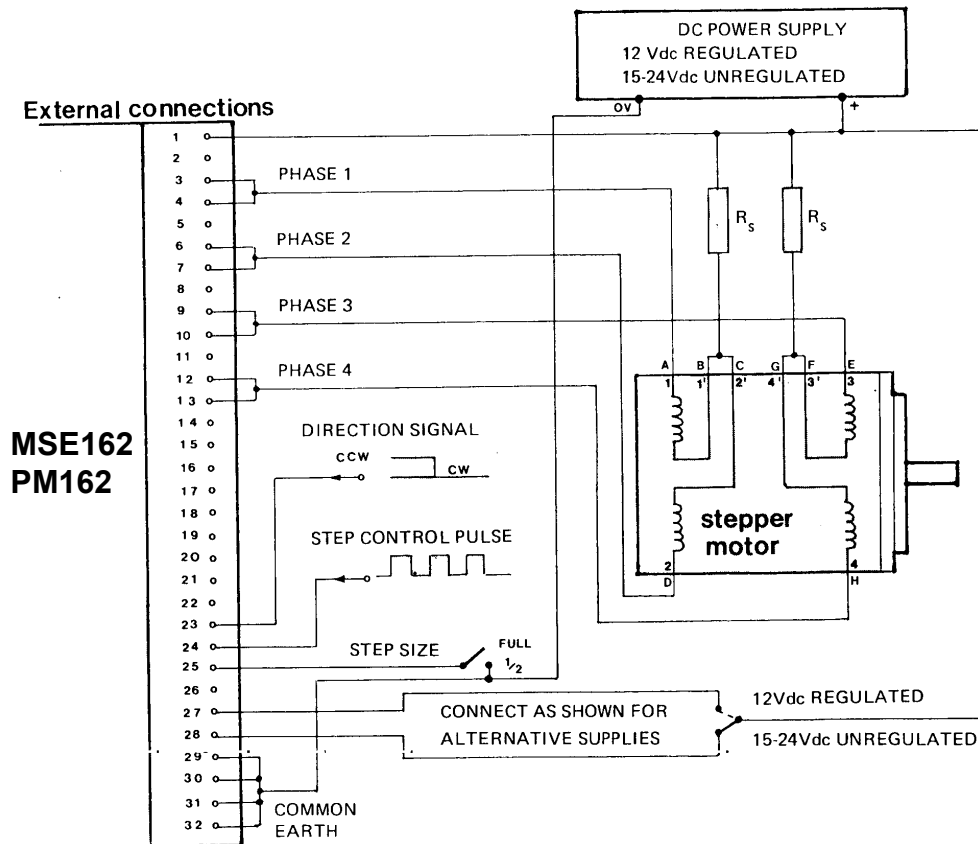 DC POWER SUPPLY
12 Vdc REGULATED
15-24Vdc UNREGULATED
OV
+
External connections
1
2
3
4
5
6
7
8
9
10
11
12
13
14
15
16
17
18
19
20
21
22
23
24
25
26
27
28
29
30
31
32
PHASE 1
PHASE 2
PHASE 3
PHASE 4
MSE162
PM162
DIRECTION SIGNAL
CCW
CW
STEP CONTROL PULSE
STEP SIZE
FULL
1/2
CONNECT AS SHOWN FOR
ALTERNATIVE SUPPLIES
12Vdc REGULATED
15-24Vdc UNREGULATED
COMMON
EARTH
RS
RS
A B C G F E
1 1' 2' 4' 3' 3
stepper
motor
2 4
D H